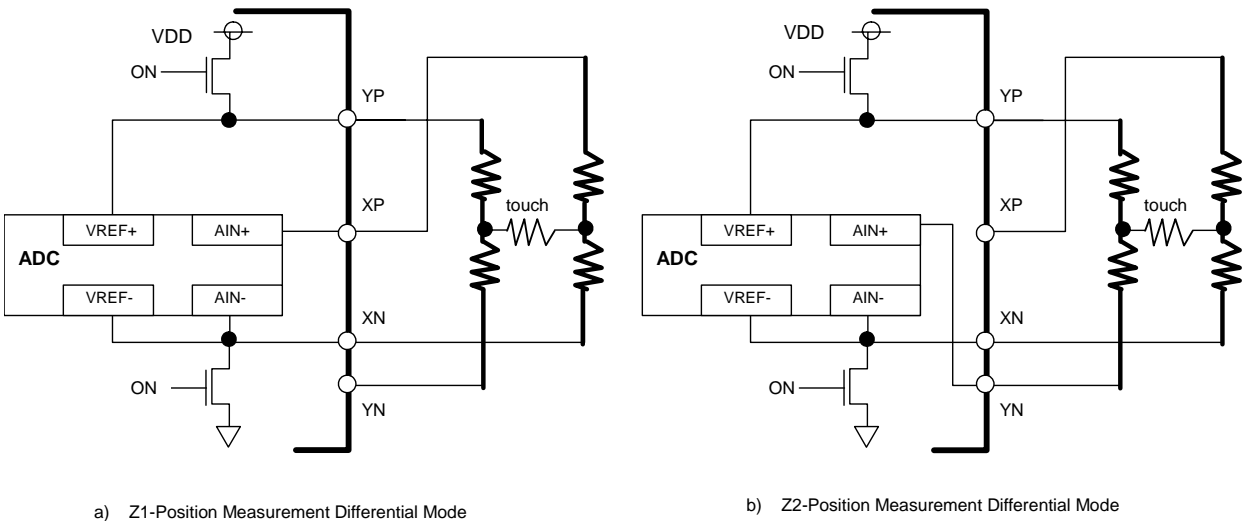 VDD
ON
YP
XP
touch
VREF+
AIN+
ADC
VREF-
AIN-
XN
ON
YN
a) Z1-Position Measurement Differential Mode
VDD
ON
YP
XP
touch
VREF+
AIN+
ADC
VREF-
AIN-
XN
ON
YN
b) Z2-Position Measurement Differential Mode